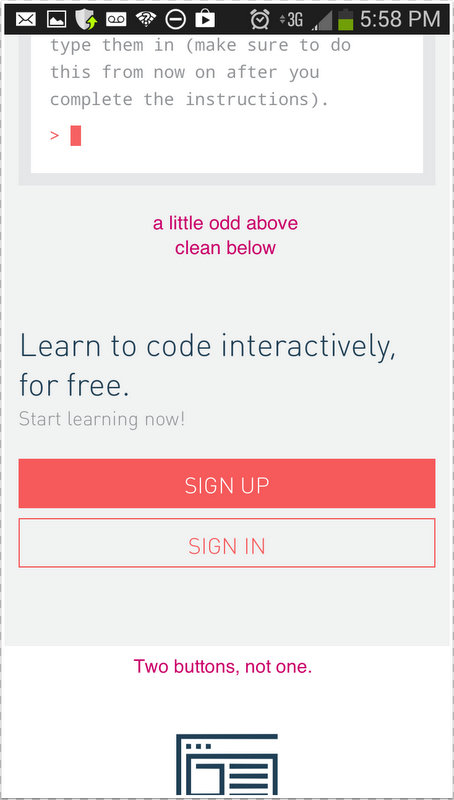 3G 5:58 PM
type them in (make sure to do
this from now on after you
complete the instructions).
>
a little odd above
clean below
Learn to code interactively,
for free.
Start learning now!
SIGN UP
SIGN IN
Two buttons, not one.